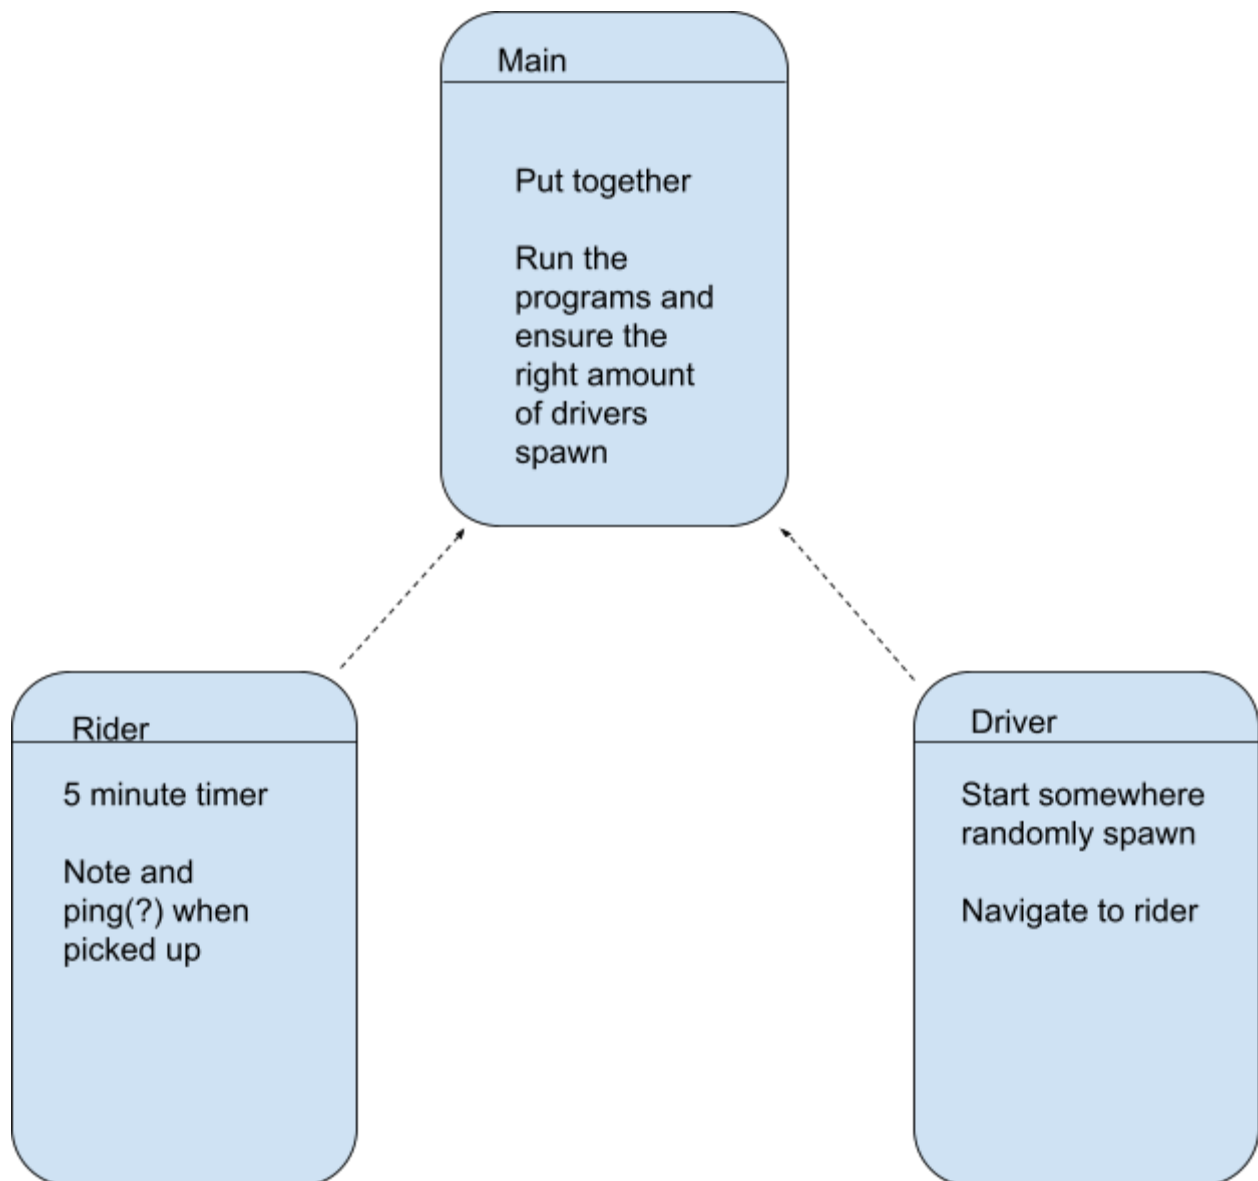 Main
Put together
Run the
programs and
ensure the
right amount
of drivers
spawn
Rider
5 minute timer
Note and
ping(?) when
picked up
Driver
Start somewhere
randomly spawn
Navigate to rider